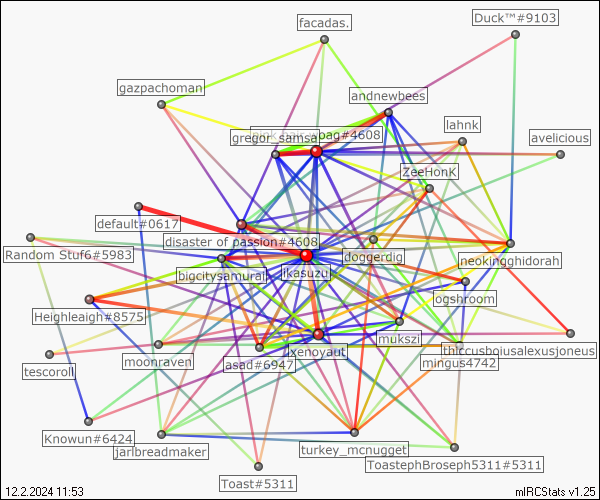 Duck™#9103
facadas.
gazpachoman
andnewbees
lahnk
gregor_samsa
bag#4608
avelicious
ZeeHonK
default#0617
disaster of passion#4608
Random Stuf6#5983
doggerdig
neokingghidorah
bigcitysamurai
likasuzu
ogshroom
Heighleaigh#8575
mukszi
xenoyaut
thiccusboiusalexusjoneus
tescoroll
moonraven
asad#6947
mingus4742
Knowun#6424
jarlbreadmaker
turkey_mcnugget
ToastephBroseph5311#5311
Toast#5311
12.2.2024 11:53
mIRCStats v1.25